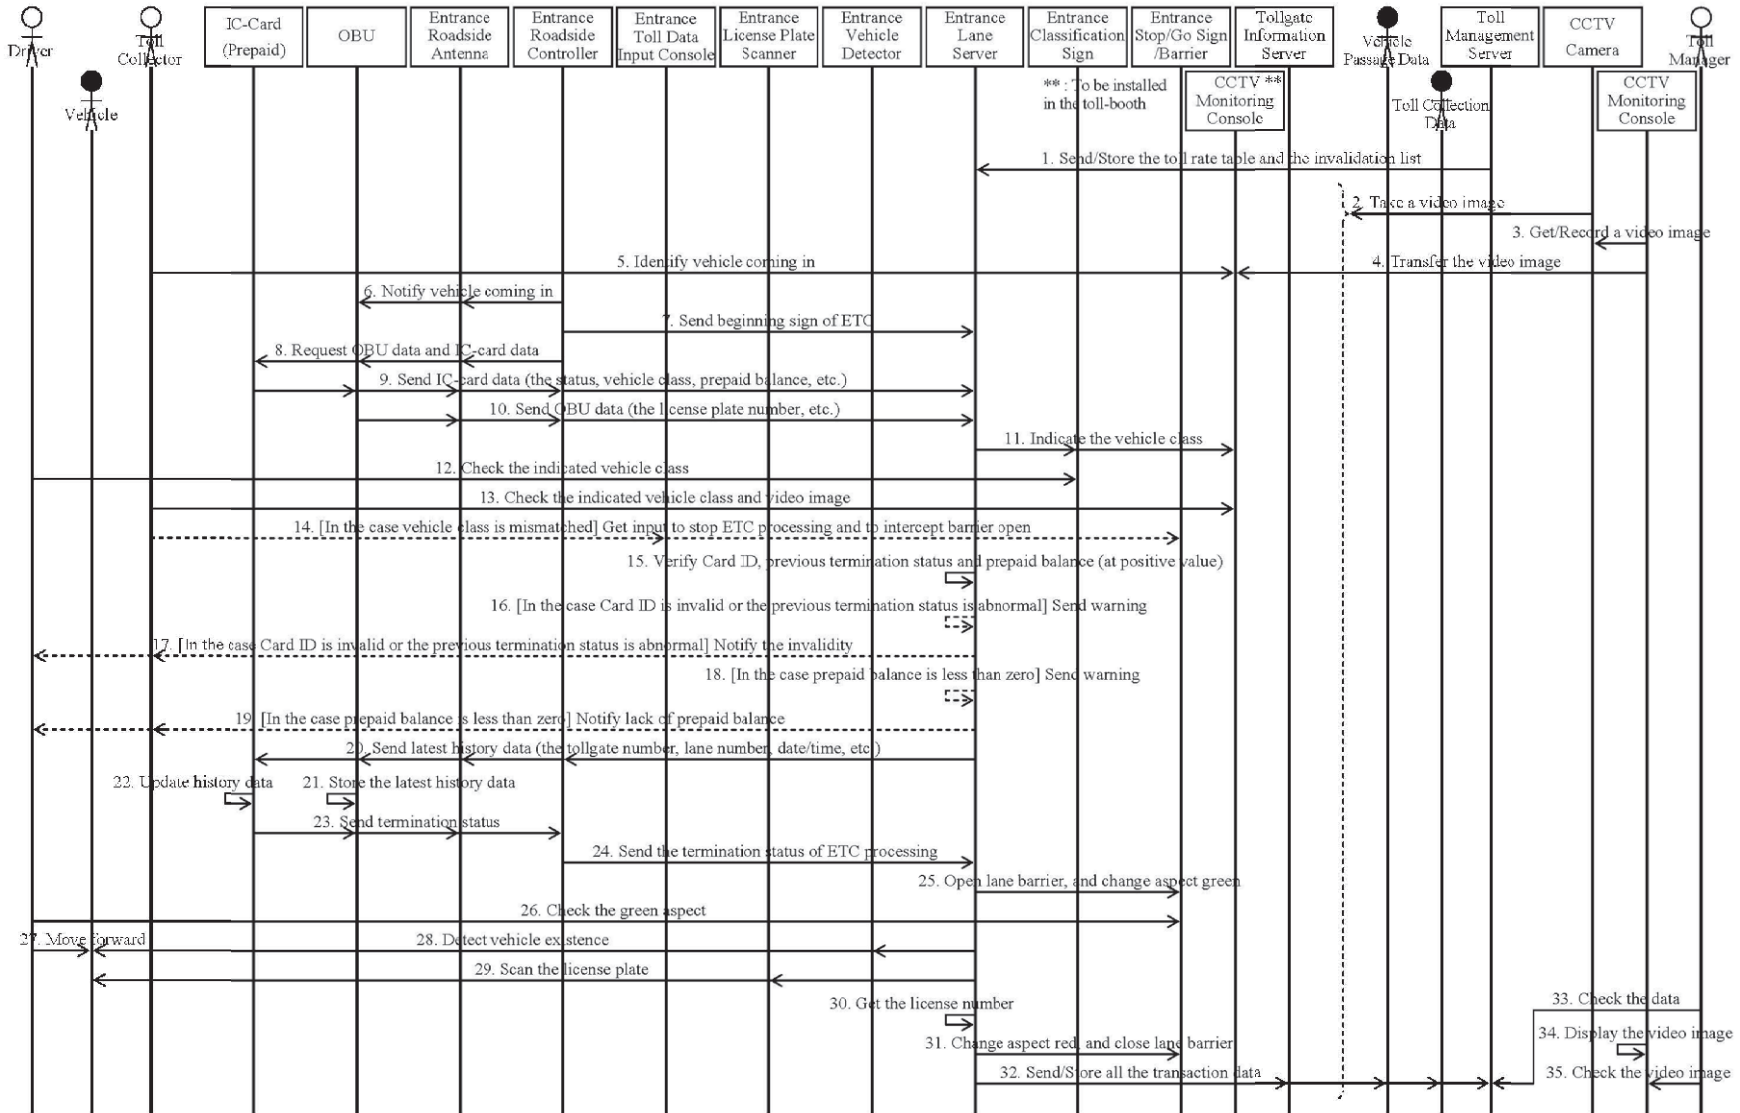 Driver
Toll
Collector
Vehicle
IC-Card
(Prepaid)
OBU
Entrance
Roadside
Antenna
Entrance
Roadside
Controller
Entrance
Toll Data
Input Console
Entrance
License Plate
Scanner
Entrance
Vehicle
Detector
Entrance
Lane
Server
Entrance
Classification
Sign
Entrance
Stop/Go Sign
/Barrier
Tollgate
Information
Server
Vehicle
Passage Data
Toll
Management
Server
CCTV
Camera
Toll
Manager
** : To be installed
in the toll-booth
CCTV **
Monitoring
Console
Toll Collection
Data
CCTV
Monitoring
Console
1. Send/Store the toll rate table and the invalidation list
2. Take a video image
3. Get/Record a video image
4. Transfer the video image
5. Identify vehicle coming in
6. Notify vehicle coming in
7. Send beginning sign of ETC
8. Request OBU data and IC-card data
9. Send IC-card data (the status, vehicle class, prepaid balance, etc.)
10. Send OBU data (the license plate number, etc.)
11. Indicate the vehicle class
12. Check the indicated vehicle class
13. Check the indicated vehicle class and video image
14. [In the case vehicle class is mismatched] Get input to stop ETC processing and to intercept barrier open
15. Verify Card ID, previous termination status and prepaid balance (at positive value)
16. [In the case Card ID is invalid or the previous termination status is abnormal] Send warning
17. [In the case Card ID is invalid or the previous termination status is abnormal] Notify the invalidity
18. [In the case prepaid balance is less than zero] Send warning
19. [In the case prepaid balance is less than zero] Notify lack of prepaid balance
20. Send latest history data (the tollgate number, lane number, date/time, etc.)
22. Update history data
21. Store the latest history data
23. Send termination status
24. Send the termination status of ETC processing
25. Open lane barrier, and change aspect green
26. Check the green aspect
27. Move forward
28. Detect vehicle existence
29. Scan the license plate
30. Get the license number
33. Check the data
34. Display the video image
31. Change aspect red, and close lane barrier
32. Send/Store all the transaction data
35. Check the video image